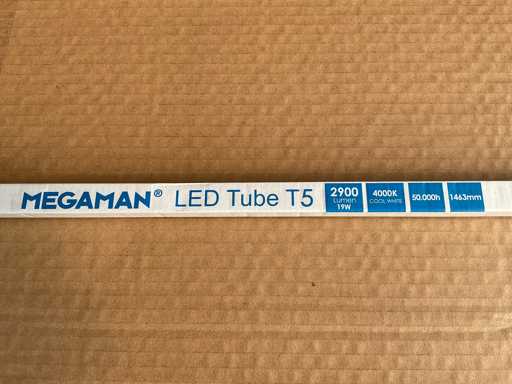 MEGAMAN® LED Tube T5
2900
Lumen
19W
4000K
COOL WHITE
50.000h
1463mm